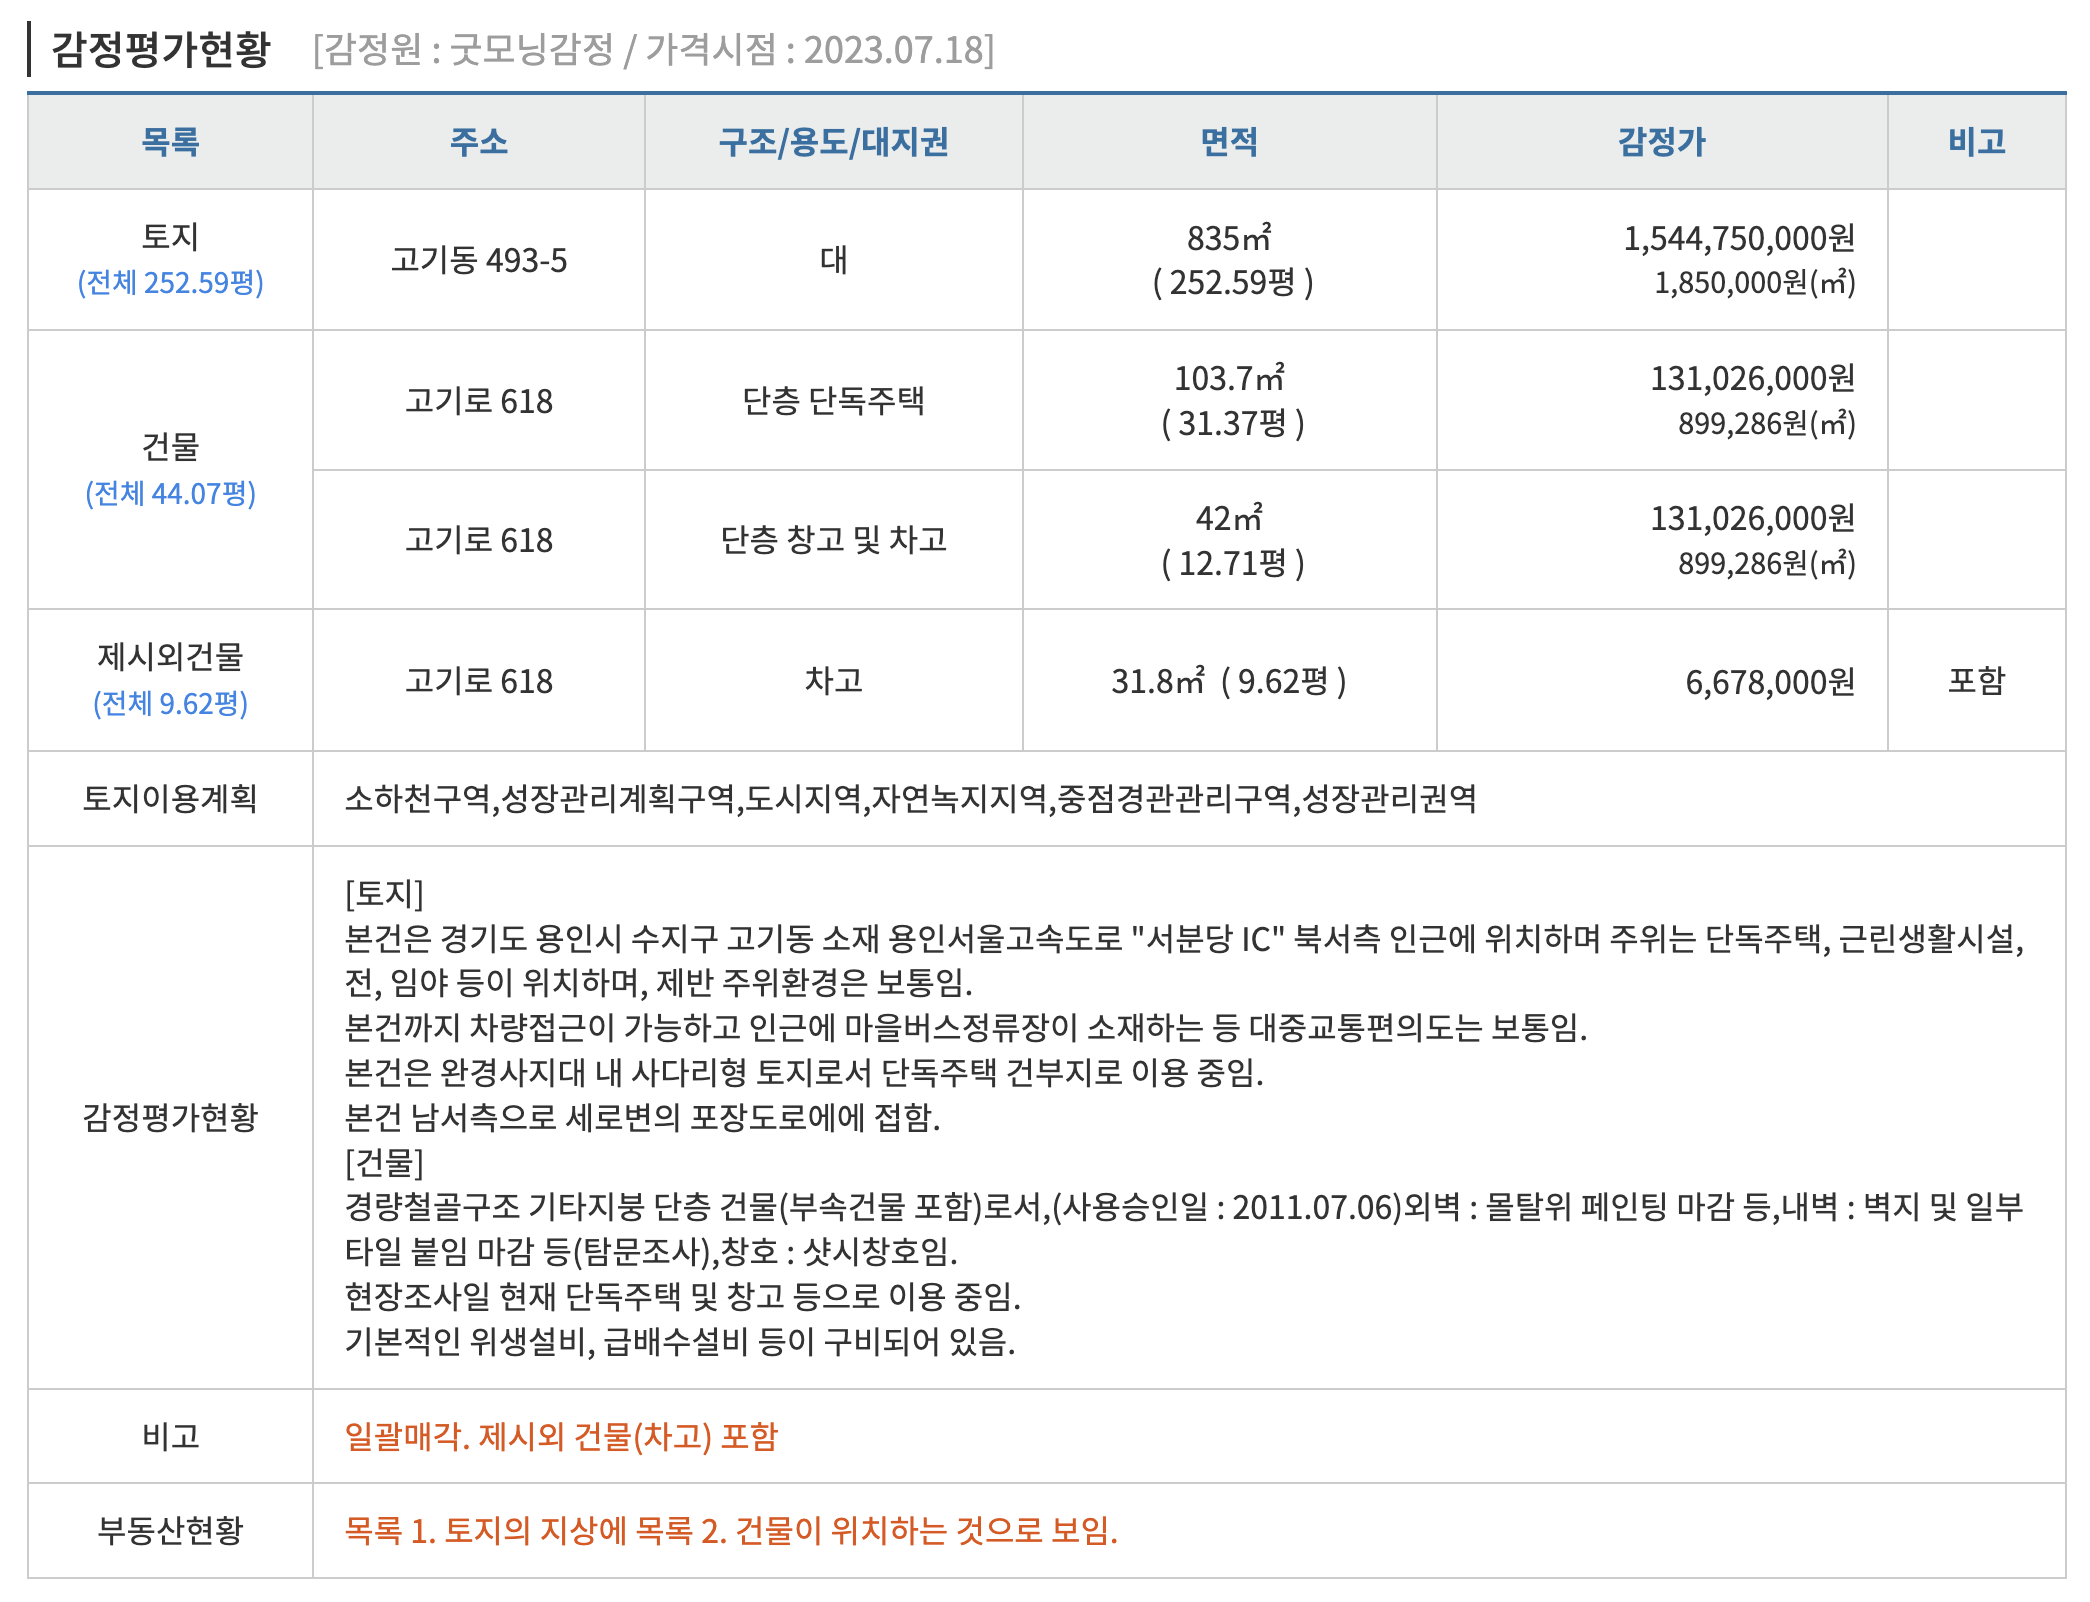 감정평가현황 [감정원 : 굿모닝감정 / 가격시점 : 2023.07.18]
목록 주소 구조/용도/대지권 면적 감정가 비고
토지
(전체 252.59평)
고기동 493-5
대
835㎡
( 252.59평 )
1,544,750,000원
1,850,000원(㎡)
건물
(전체 44.07평)
고기로 618
단층 단독주택
103.7㎡
( 31.37평 )
131,026,000원
899,286원(㎡)
고기로 618
단층 창고 및 차고
42㎡
( 12.71평 )
131,026,000원
899,286원(㎡)
제시외건물
(전체 9.62평)
고기로 618
차고
31.8㎡ ( 9.62평 )
6,678,000원
포함
토지이용계획
소하천구역,성장관리계획구역,도시지역,자연녹지지역,중점경관관리구역,성장관리권역
감정평가현황
[토지]
본건은 경기도 용인시 수지구 고기동 소재 용인서울고속도로 "서분당 IC" 북서측 인근에 위치하며 주위는 단독주택, 근린생활시설,
전, 임야 등이 위치하며, 제반 주위환경은 보통임.
본건까지 차량접근이 가능하고 인근에 마을버스정류장이 소재하는 등 대중교통편의도는 보통임.
본건은 완경사지대 내 사다리형 토지로서 단독주택 건부지로 이용 중임.
본건 남서측으로 세로변의 포장도로에에 접함.
[건물]
경량철골구조 기타지붕 단층 건물(부속건물 포함)로서,(사용승인일 : 2011.07.06)외벽 : 몰탈위 페인팅 마감 등,내벽 : 벽지 및 일부
타일 붙임 마감 등(탐문조사),창호 : 샷시창호임.
현장조사일 현재 단독주택 및 창고 등으로 이용 중임.
기본적인 위생설비, 급배수설비 등이 구비되어 있음.
비고
일괄매각. 제시외 건물(차고) 포함
부동산현황
목록 1. 토지의 지상에 목록 2. 건물이 위치하는 것으로 보임.